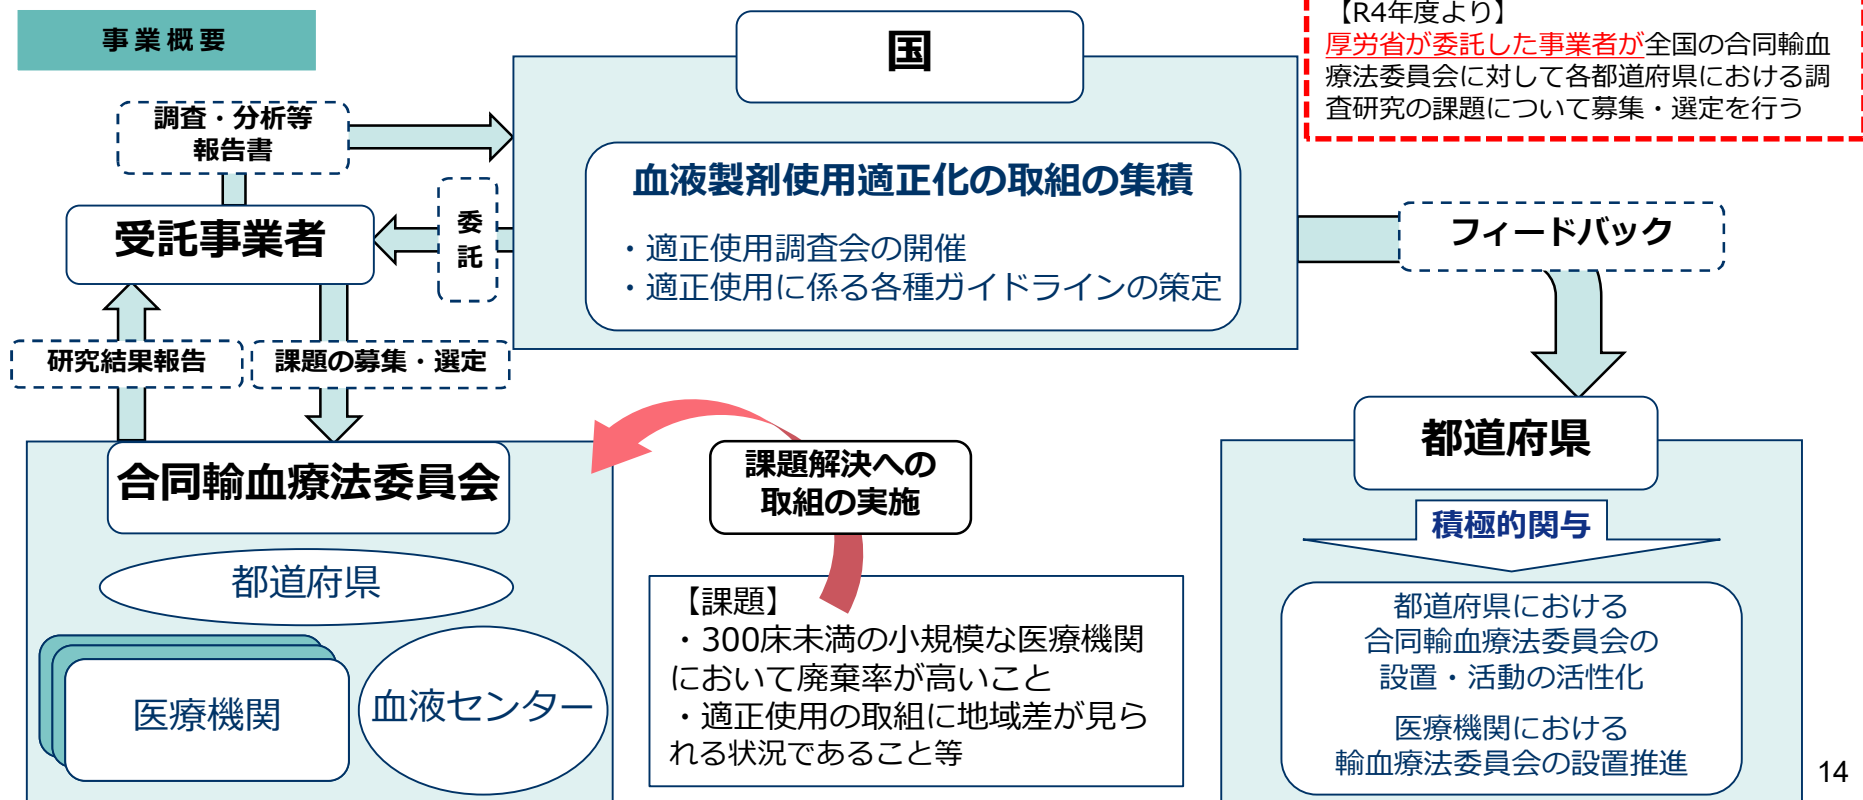 事業概要
国
【R4年度より】
厚労省が委託した事業者が全国の合同輸血
療法委員会に対して各都道府県における調
査研究の課題について募集・選定を行う
調査・分析等
報告書
血液製剤使用適正化の取組の集積
・適正使用調査会の開催
・適正使用に係る各種ガイドラインの策定
受託事業者
委
託
フィードバック
研究結果報告
課題の募集・選定
合同輸血療法委員会
都道府県
医療機関
血液センター
課題解決への
取組の実施
【課題】
・300床未満の小規模な医療機関
において廃棄率が高いこと
・適正使用の取組に地域差が見ら
れる状況であること等
都道府県
積極的関与
都道府県における
合同輸血療法委員会の
設置・活動の活性化
医療機関における
輸血療法委員会の設置推進
14